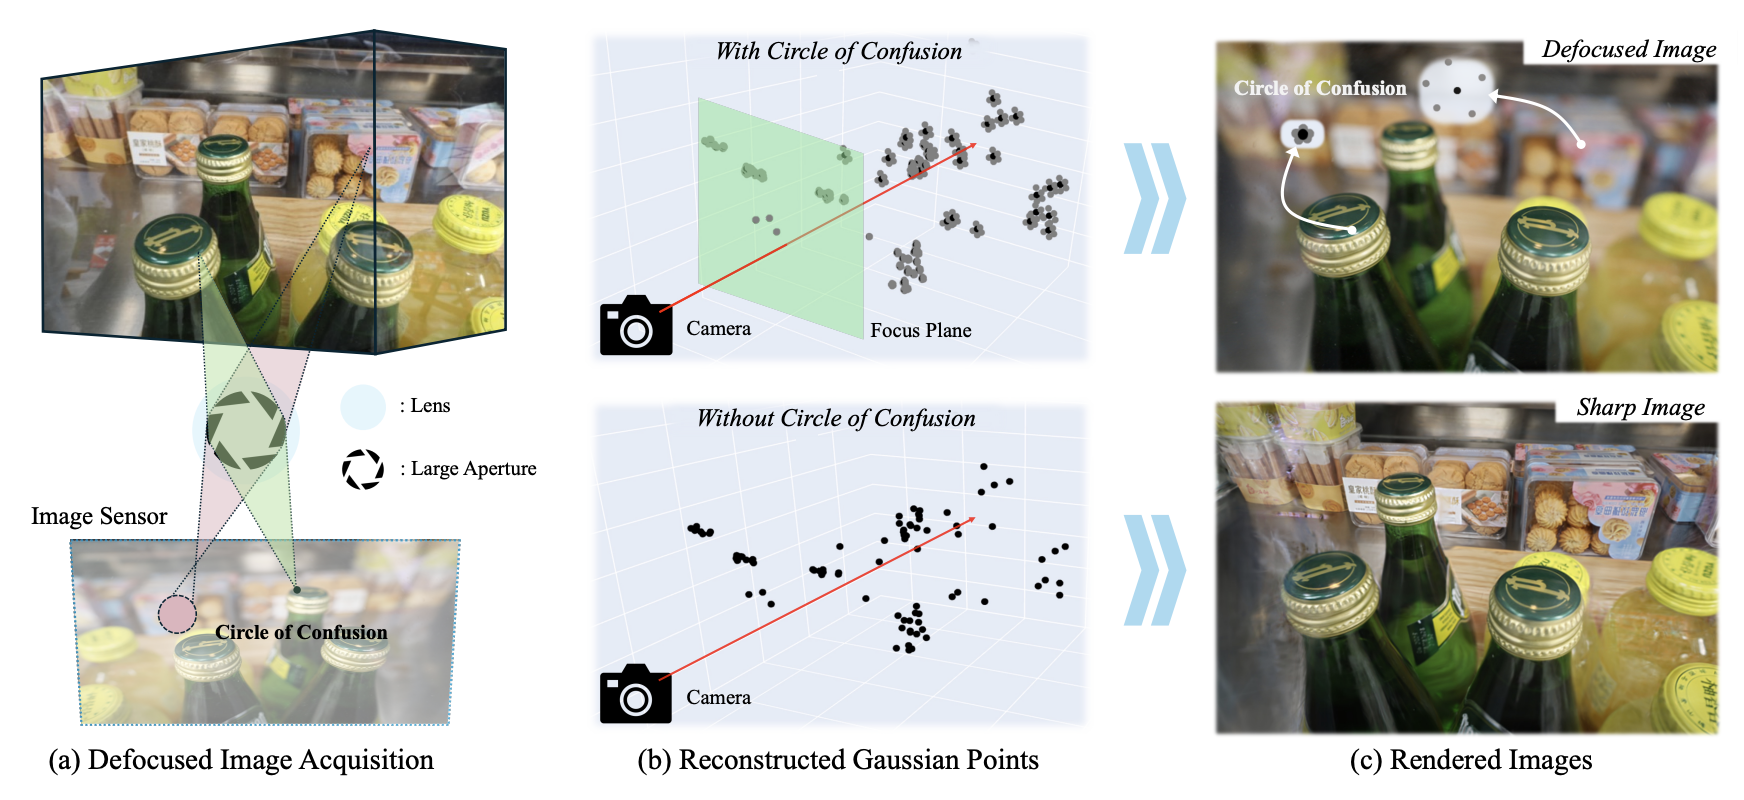 With Circle of Confusion
Camera
Focus Plane
Defocused Image
Circle of Confusion
: Lens
: Large Aperture
Image Sensor
Circle of Confusion
Without Circle of Confusion
Camera
Sharp Image
(a) Defocused Image Acquisition
(b) Reconstructed Gaussian Points
(c) Rendered Images